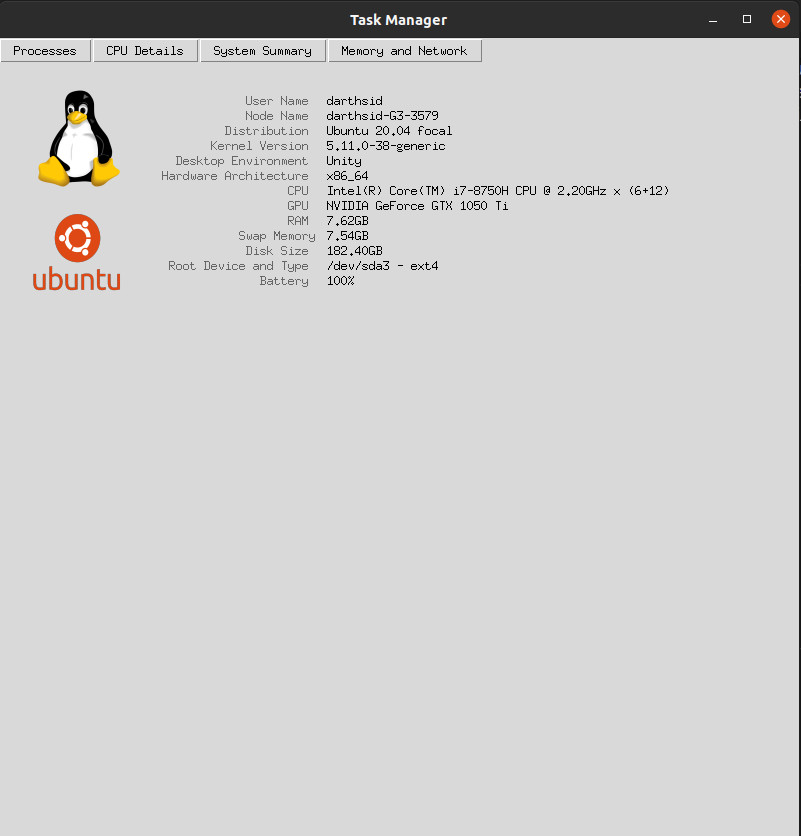 Task Manager
Processes CPU Details System Summary Memory and Network
User Name darthsid
Node Name darthsid-G3-3579
Distribution Ubuntu 20.04 focal
Kernel Version 5.11.0-38-generic
Desktop Environment Unity
Hardware Architecture x86_64
CPU Intel(R) Core(TM) i7-8750H CPU @ 2.20GHz x (6+12)
GPU NVIDIA GeForce GTX 1050 Ti
RAM 7.62GB
Swap Memory 7.54GB
Disk Size 182.40GB
Root Device and Type /dev/sda3 - ext4
Battery 100%
ubuntu